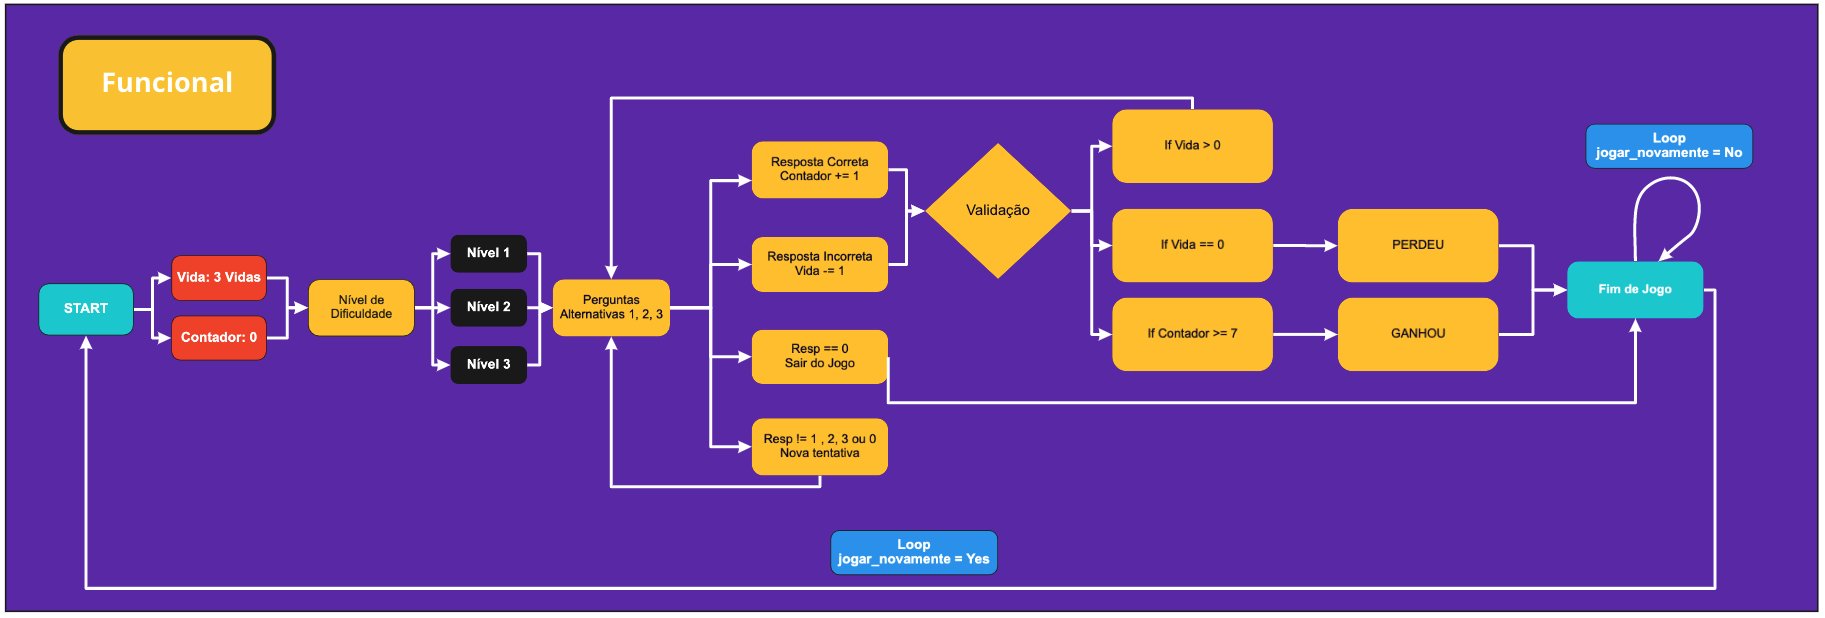 Funcional
START
Vida: 3 Vidas
Contador: 0
Nível de
Dificuldade
Nível 1
Nível 2
Nível 3
Perguntas
Alternativas 1, 2, 3
Resposta Correta
Contador += 1
Resposta Incorreta
Vida -= 1
Resp == 0
Sair do Jogo
Resp != 1 , 2, 3 ou 0
Nova tentativa
Validação
If Vida > 0
If Vida == 0
If Contador >= 7
PERDEU
GANHOU
Fim de Jogo
Loop
jogar_novamente = No
Loop
jogar_novamente = Yes